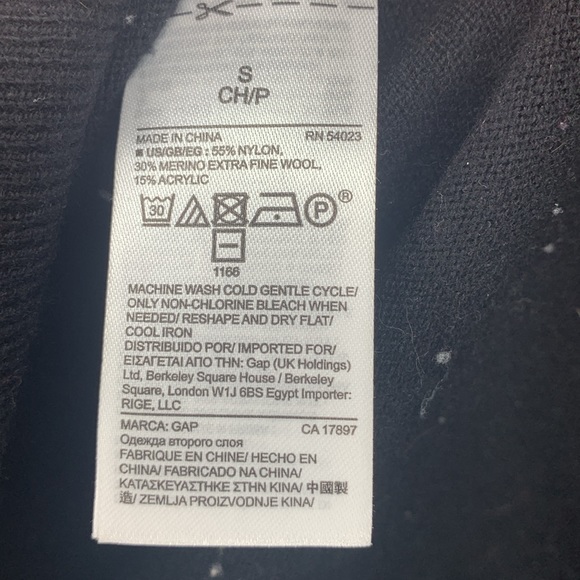 S
CH/P
MADE IN CHINA RN 54023
US/GB/EG : 55% NYLON,
30% MERINO EXTRA FINE WOOL,
15% ACRYLIC
30 P ®
1166
MACHINE WASH COLD GENTLE CYCLE/
ONLY NON-CHLORINE BLEACH WHEN
NEEDED/ RESHAPE AND DRY FLAT/
COOL IRON
DISTRIBUIDO POR/ IMPORTED FOR/
ΕΙΣΑΓΕΤΑΙ ΑΠΟ ΤΗΝ: Gap (UK Holdings)
Ltd, Berkeley Square House / Berkeley
Square, London W1J 6BS Egypt Importer:
RIGE, LLC
MARCA: GAP CA 17897
Одежда второго слоя
FABRIQUE EN CHINE/ HECHO EN
CHINA/ FABRICADO NA CHINA/
ΚΑΤΑΣΚΕΥΑΣΤΗΚΕ ΣΤΗΝ ΚΙΝΑ/ 中國製
造/ ZEMLJA PROIZVODNJE KINA/